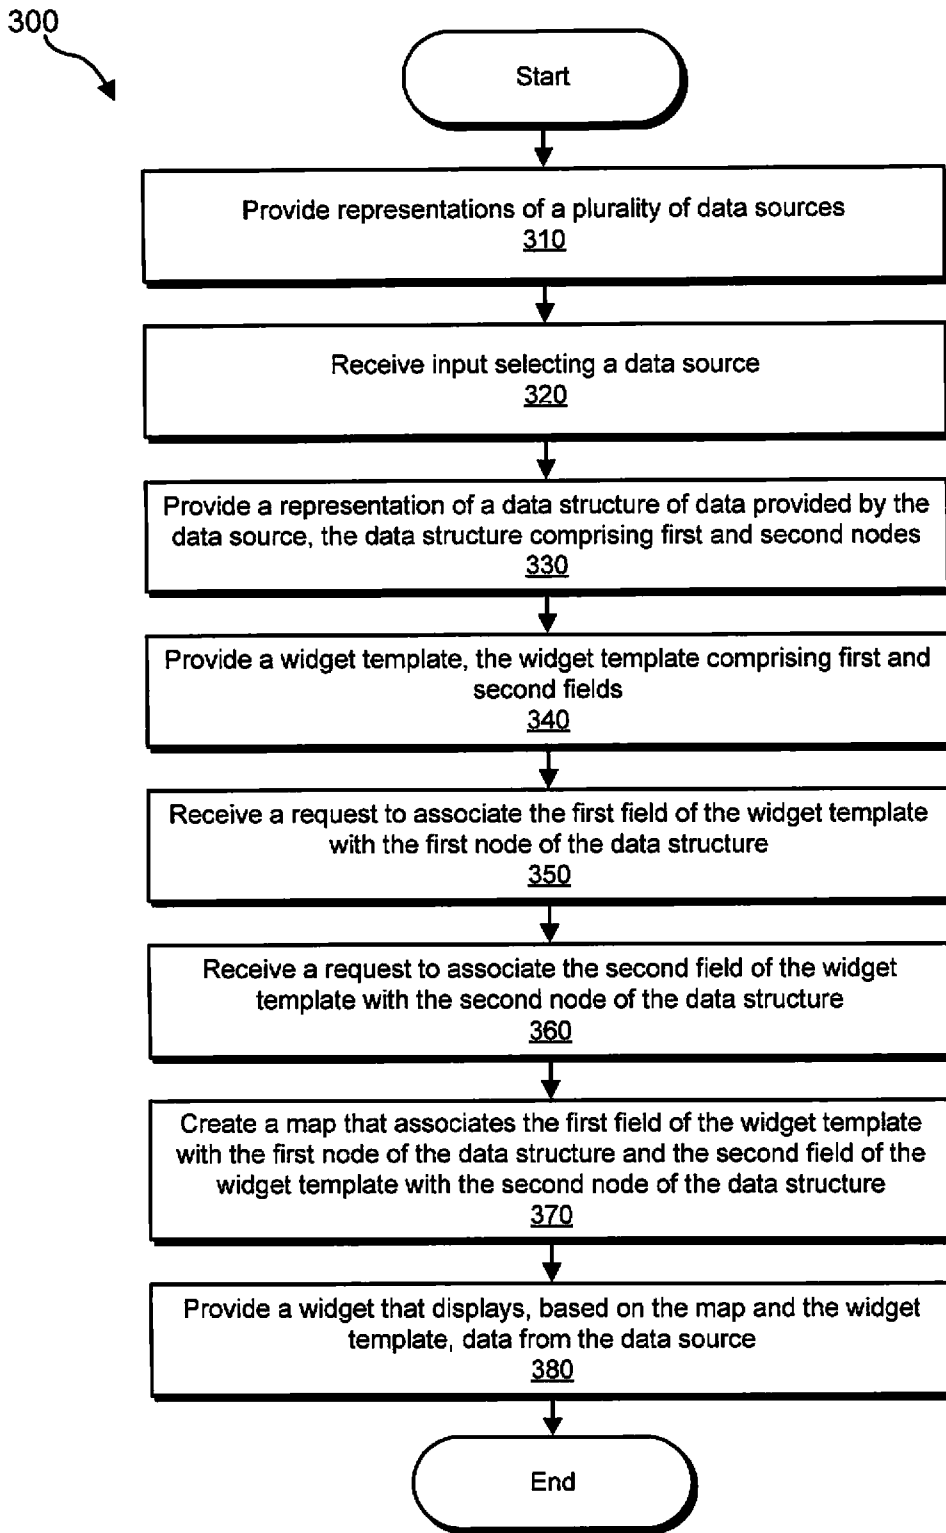 300
Start
Provide representations of a plurality of data sources
310
Receive input selecting a data source
320
Provide a representation of a data structure of data provided by the
data source, the data structure comprising first and second nodes
330
Provide a widget template, the widget template comprising first and
second fields
340
Receive a request to associate the first field of the widget template
with the first node of the data structure
350
Receive a request to associate the second field of the widget
template with the second node of the data structure
360
Create a map that associates the first field of the widget template
with the first node of the data structure and the second field of the
widget template with the second node of the data structure
370
Provide a widget that displays, based on the map and the widget
template, data from the data source
380
End